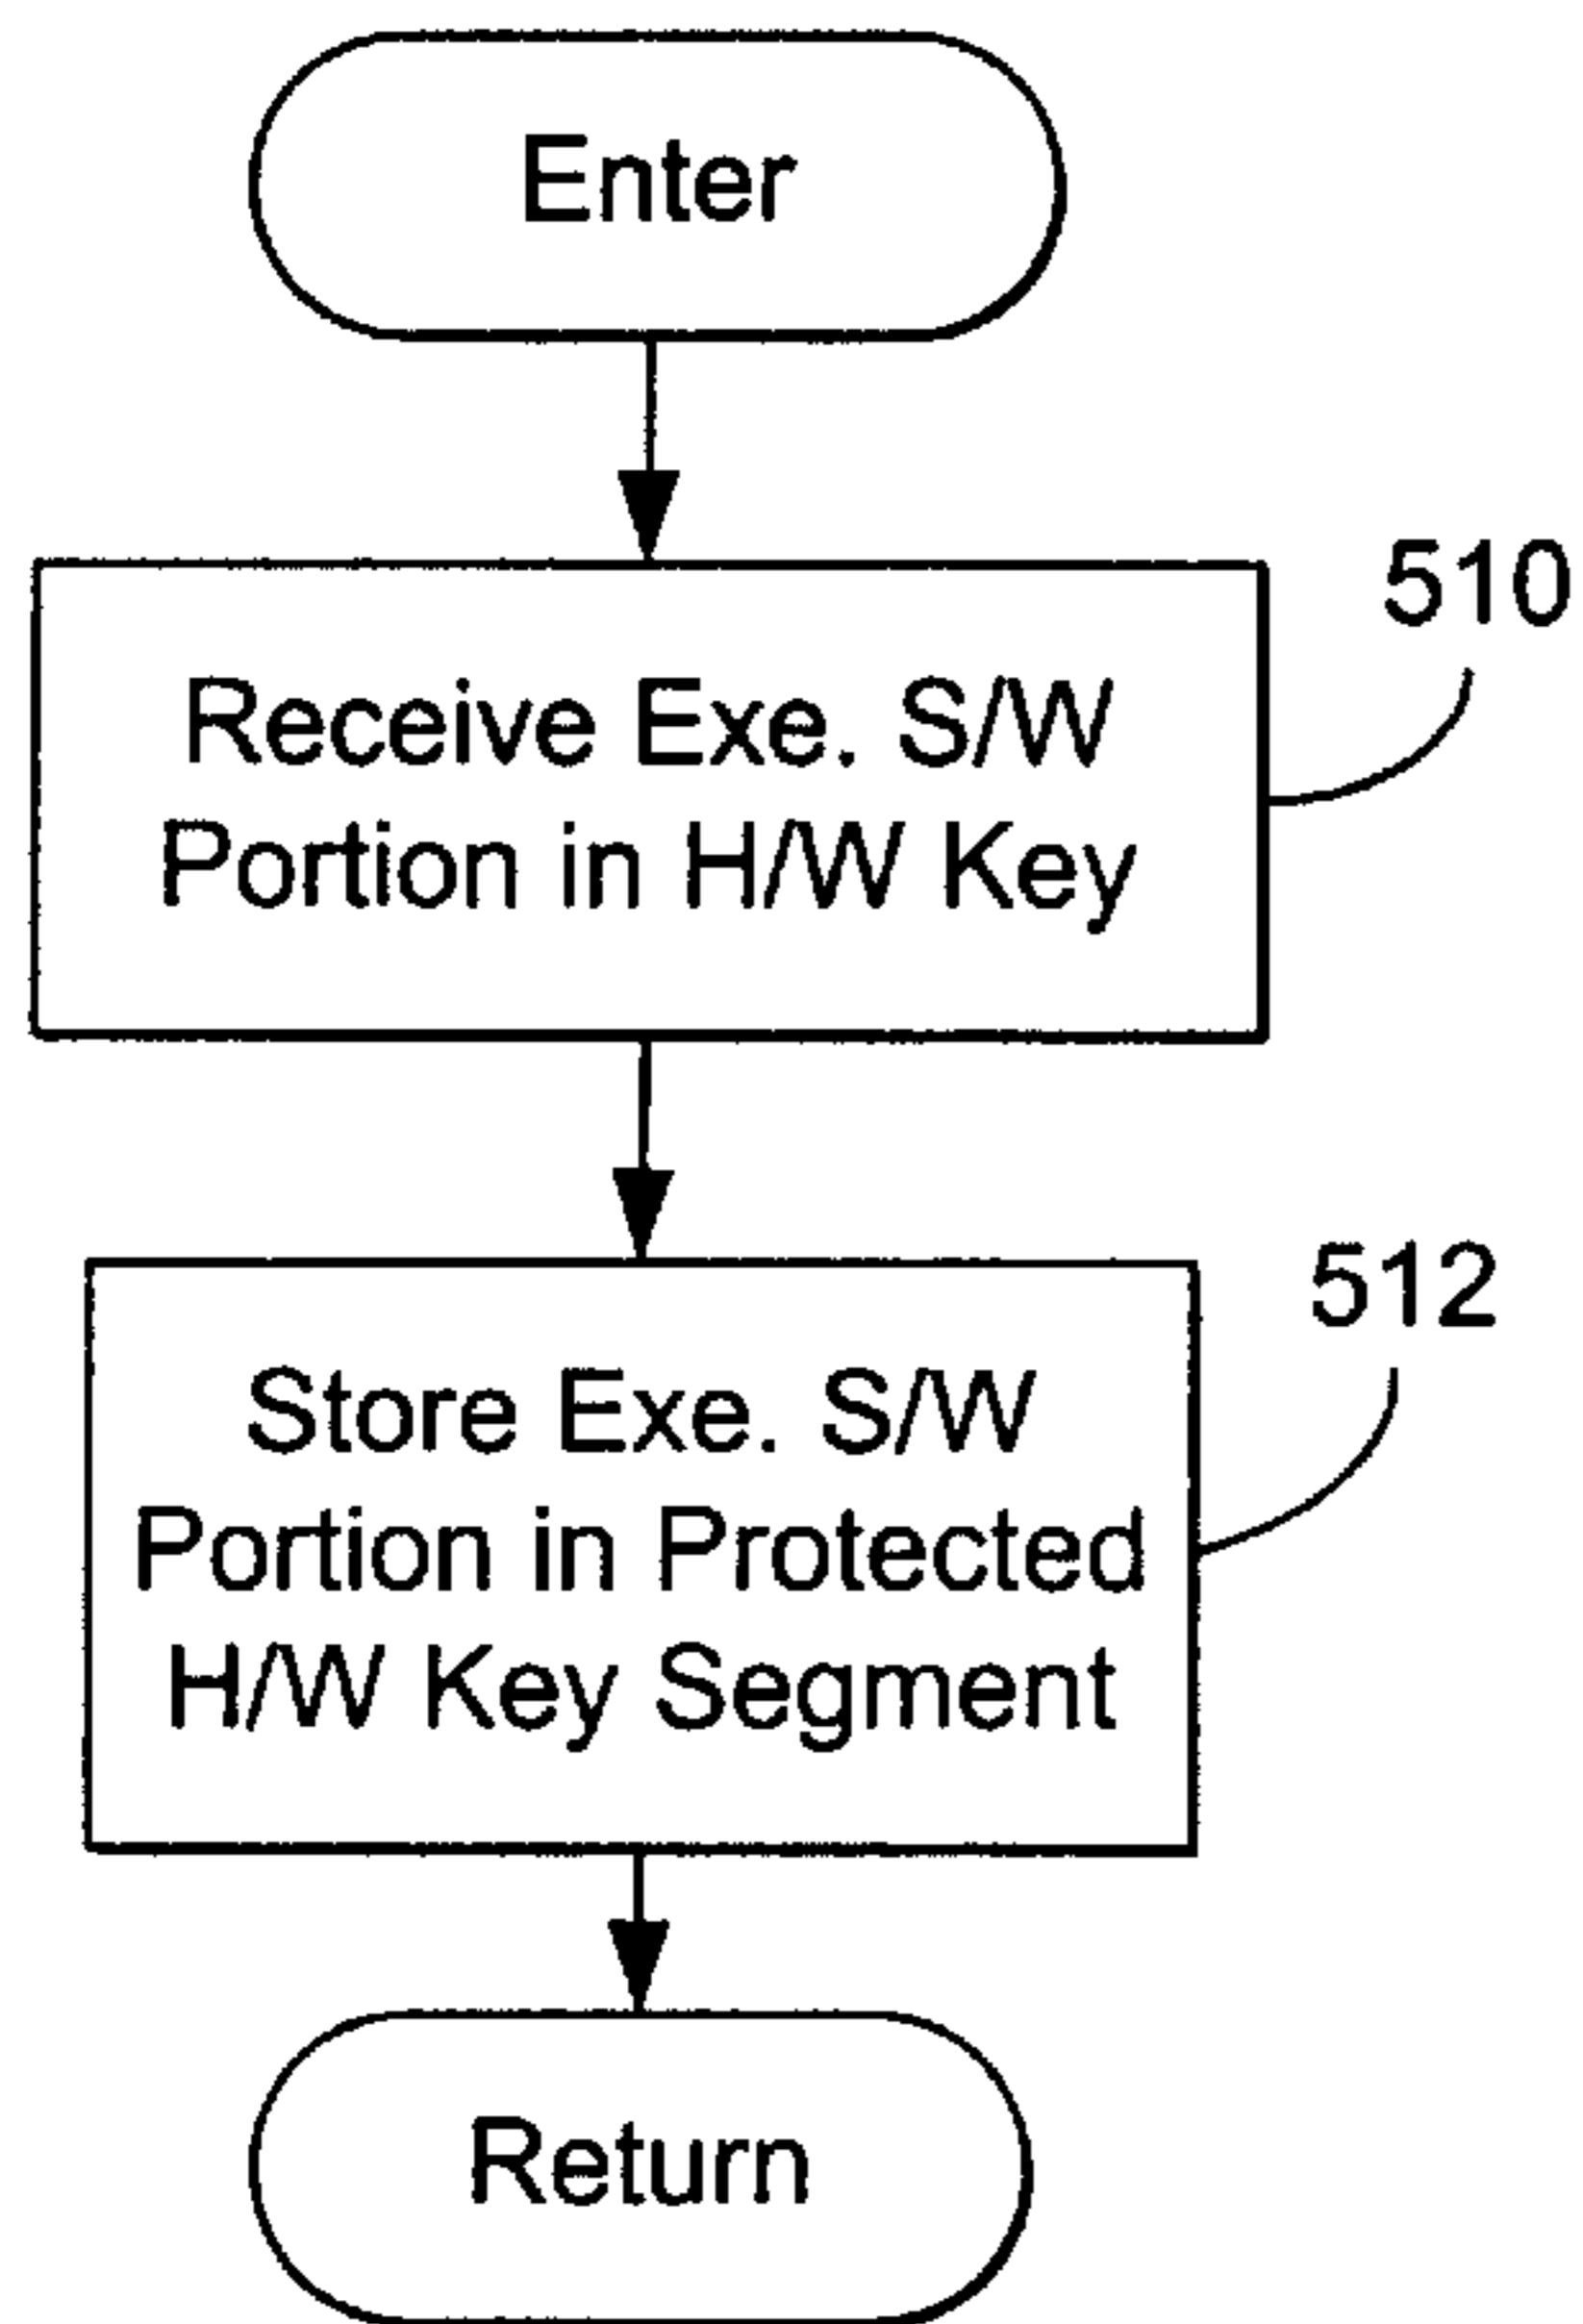 Enter
510
Receive Exe. S/W
Portion in H/W Key
512
Store Exe. S/W
Portion in Protected
H/W Key Segment
Return